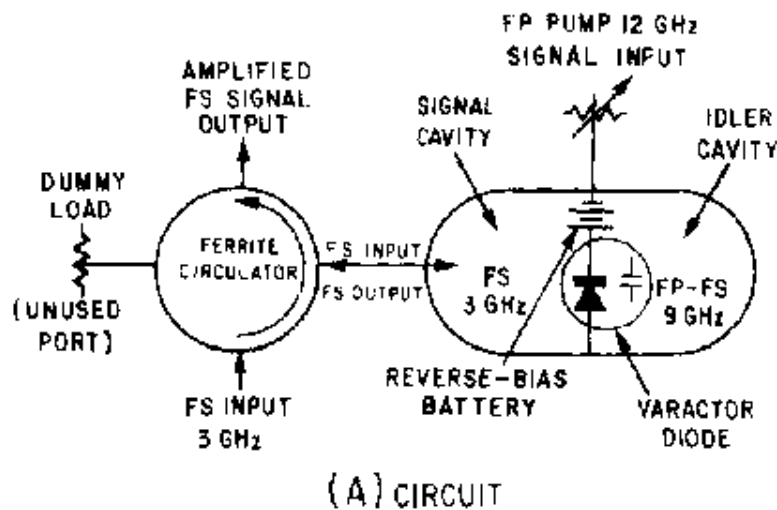 FP PUMP 12 GHz
SIGNAL INPUT
AMPLIFIED
FS SIGNAL
OUTPUT
SIGNAL
CAVITY
IDLER
CAVITY
DUMMY
LOAD
(UNUSED
PORT)
FERRITE
CIRCULATOR
FS INPUT
FS OUTPUT
FS
3 GHz
FP-FS
9 GHz
FS INPUT
3 GHz
REVERSE-BIAS
BATTERY
VARACTOR
DIODE
(A) CIRCUIT